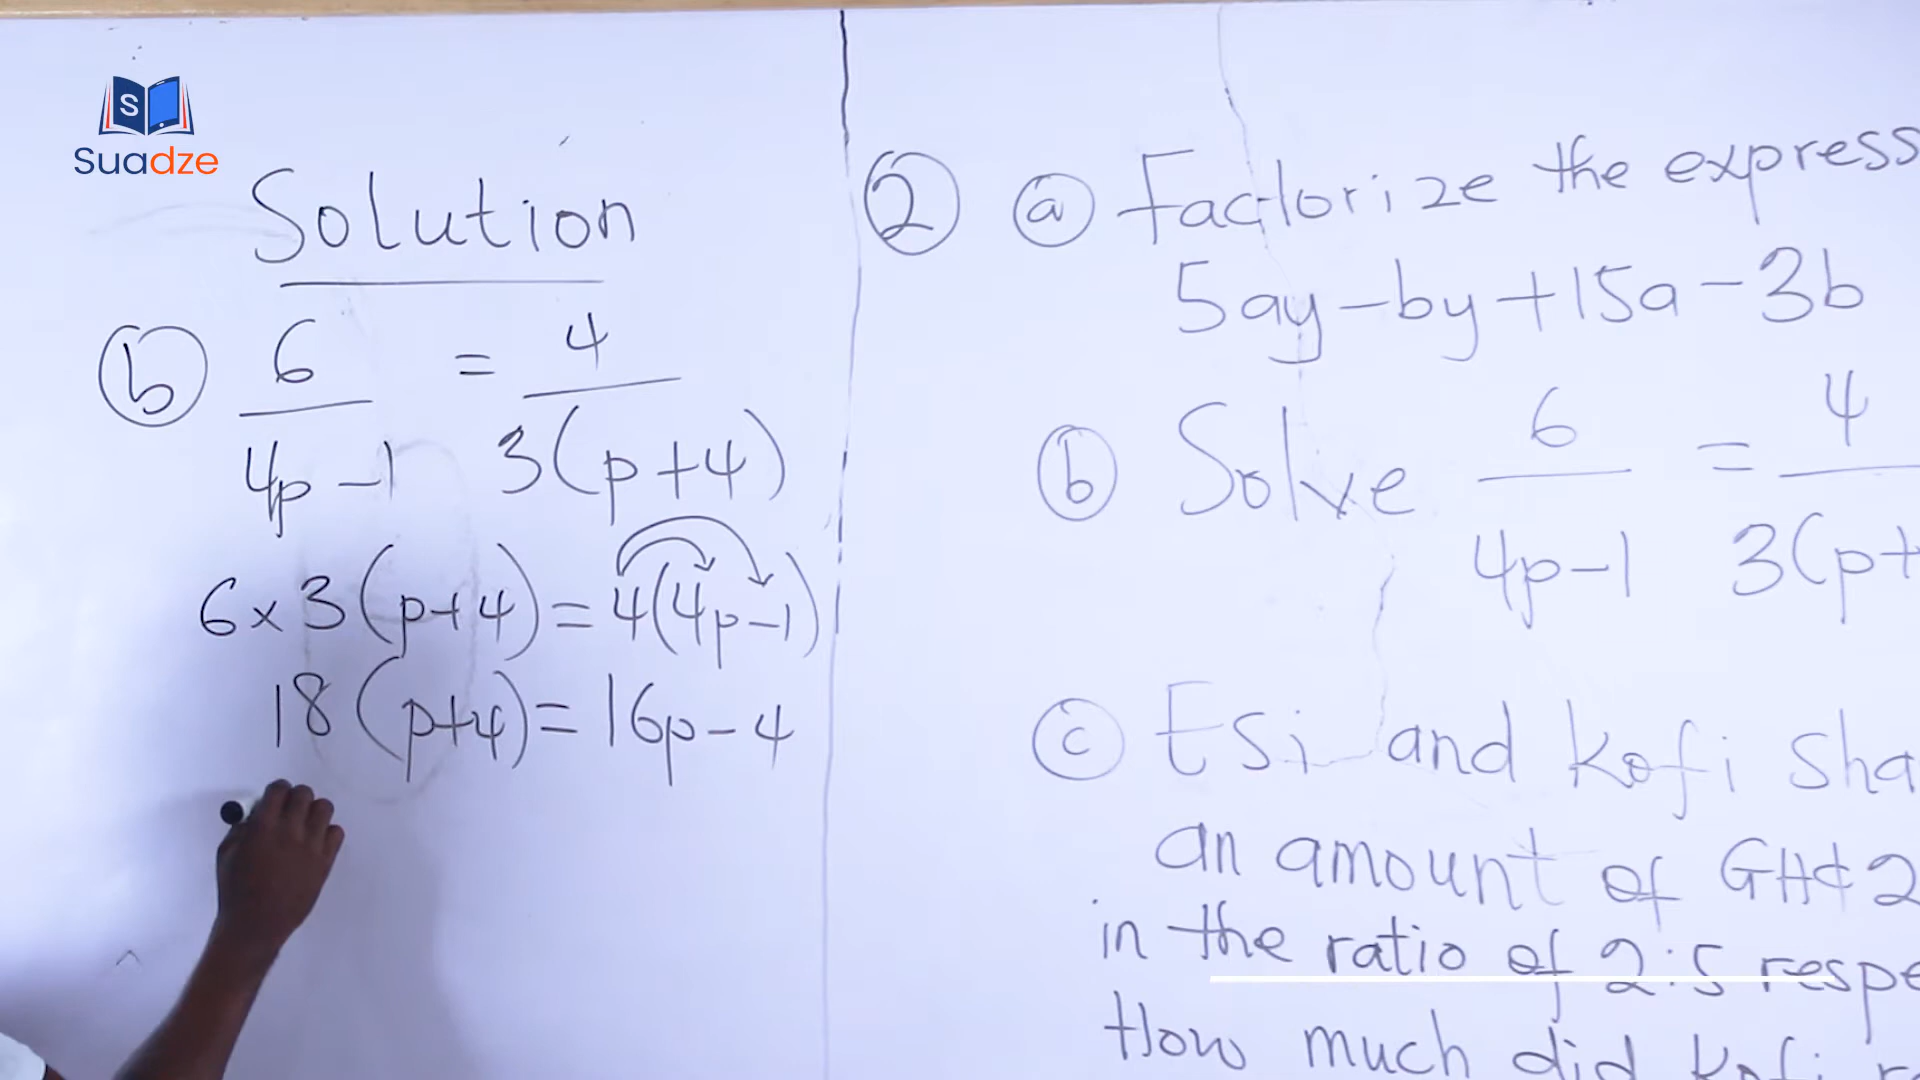 S
Suadze
Solution
(b) 6/(4p-1) = 4/(3(p+4))
6×3(p+4)=4(4p-1)
18(p+4)=16p-4
(2) (a) Factorize the express
5ay-by+15a-3b
(b) Solve 6/(4p-1) = 4/(3(p+
(c) Esi and Kofi sha
an amount of GH¢2
in the ratio of 2:5 respe
How much did Kofi